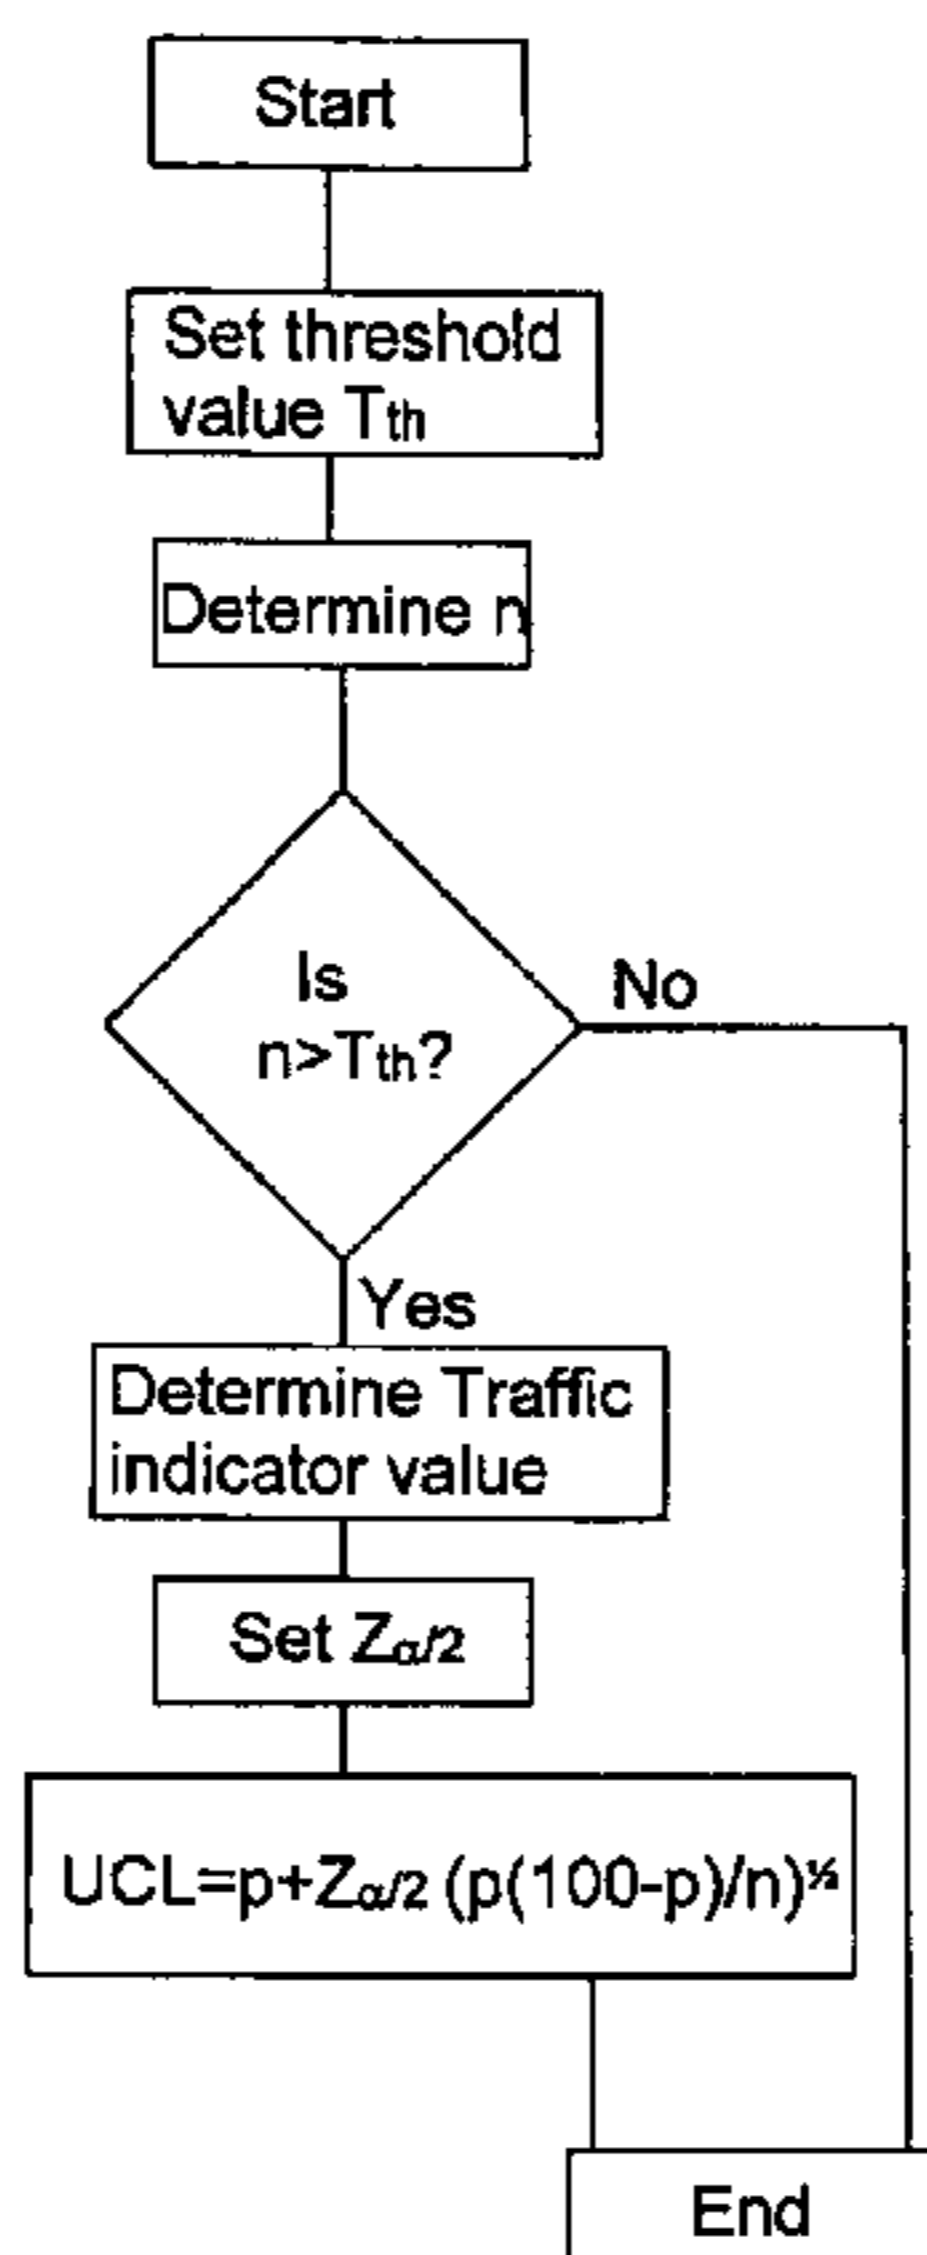 Start
Set threshold
value Tth
Determine n
Is
n>Tth?
No
Yes
Determine Traffic
indicator value
Set Zα/2
UCL=p+Zα/2 (p(100-p)/n)½
End